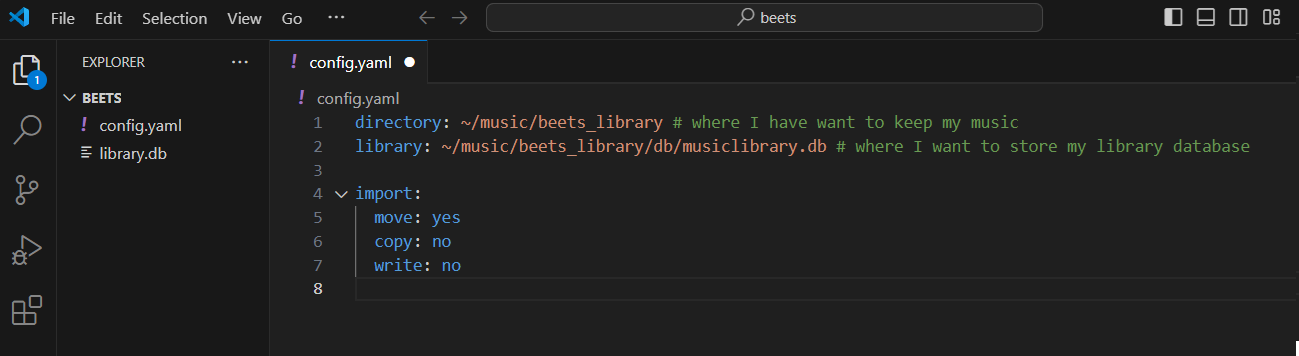 File Edit Selection View Go ··· beets
EXPLORER ···
config.yaml
1
BEETS
config.yaml
library.db
config.yaml
1 directory: ~/music/beets_library # where I have want to keep my music
2 library: ~/music/beets_library/db/musiclibrary.db # where I want to store my library database
3
4 import:
5 move: yes
6 copy: no
7 write: no
8